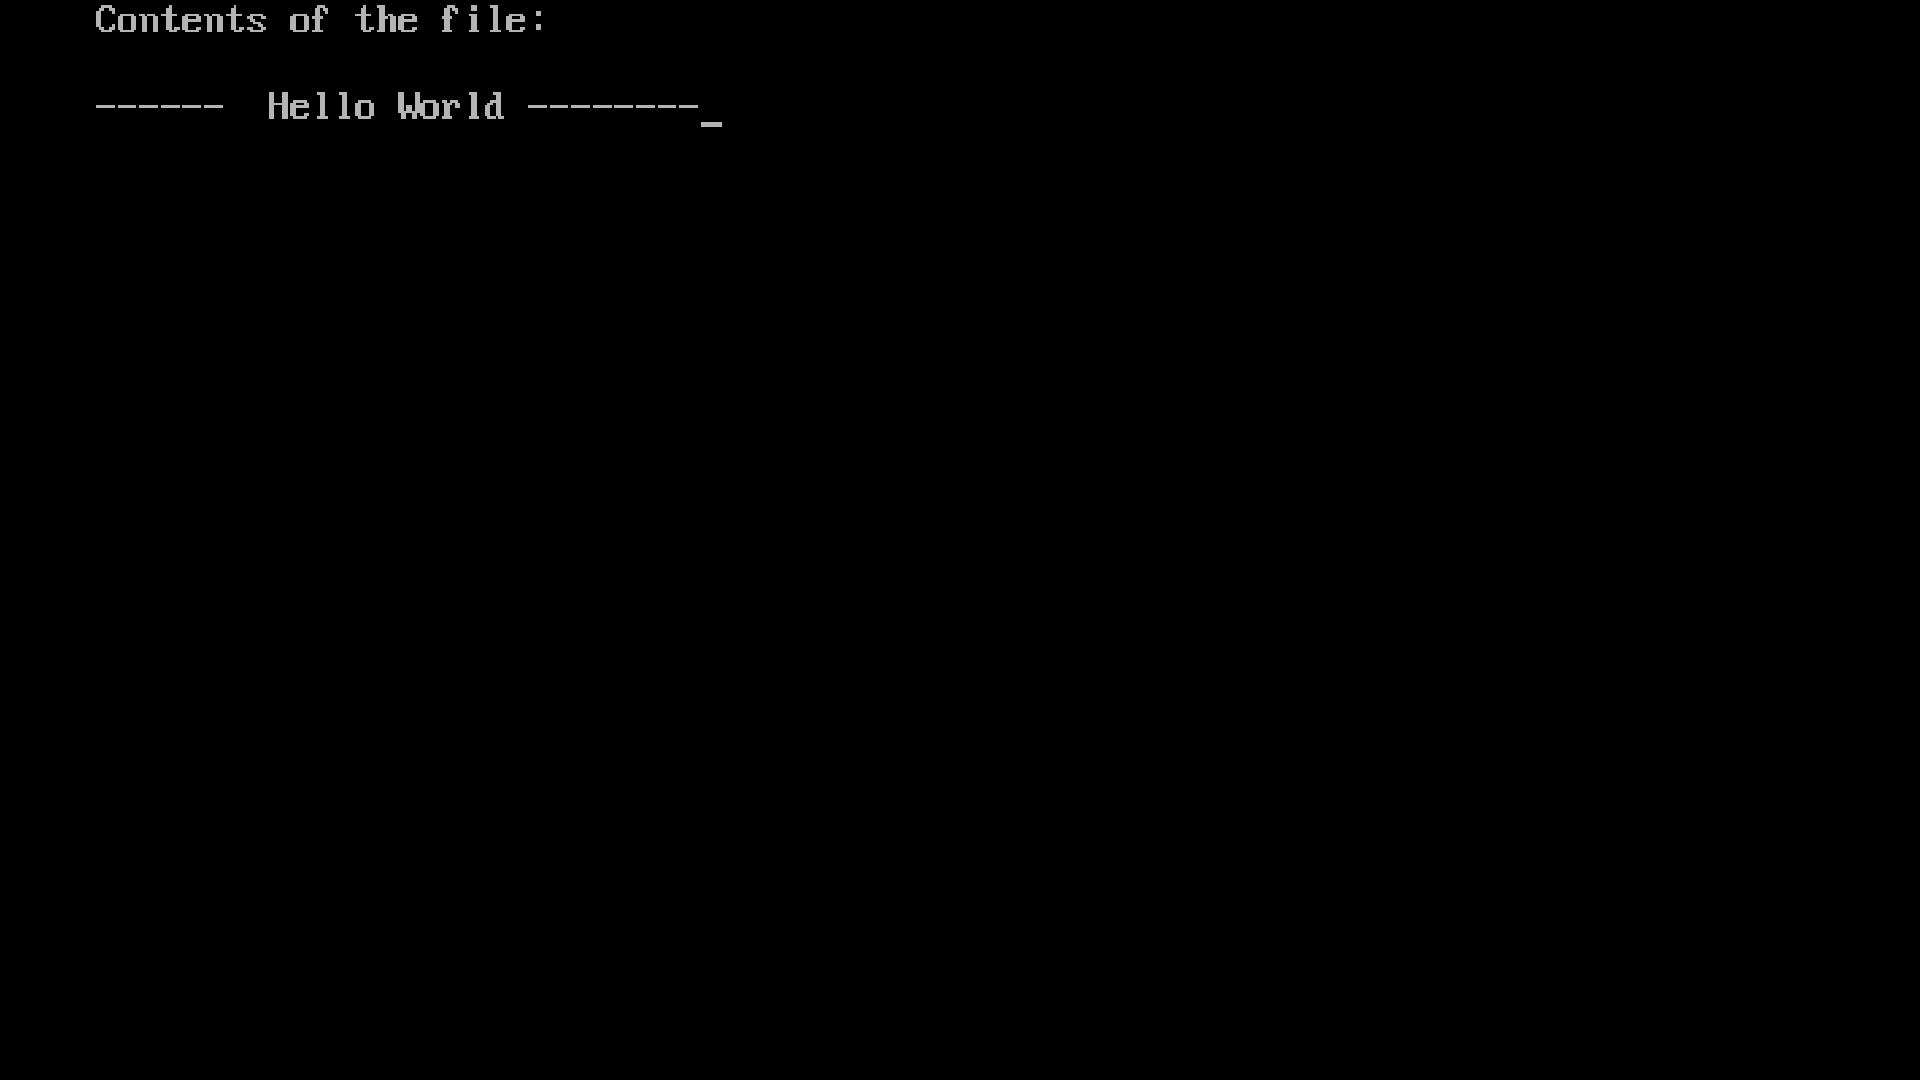 Contents of the file:
------  Hello World --------_